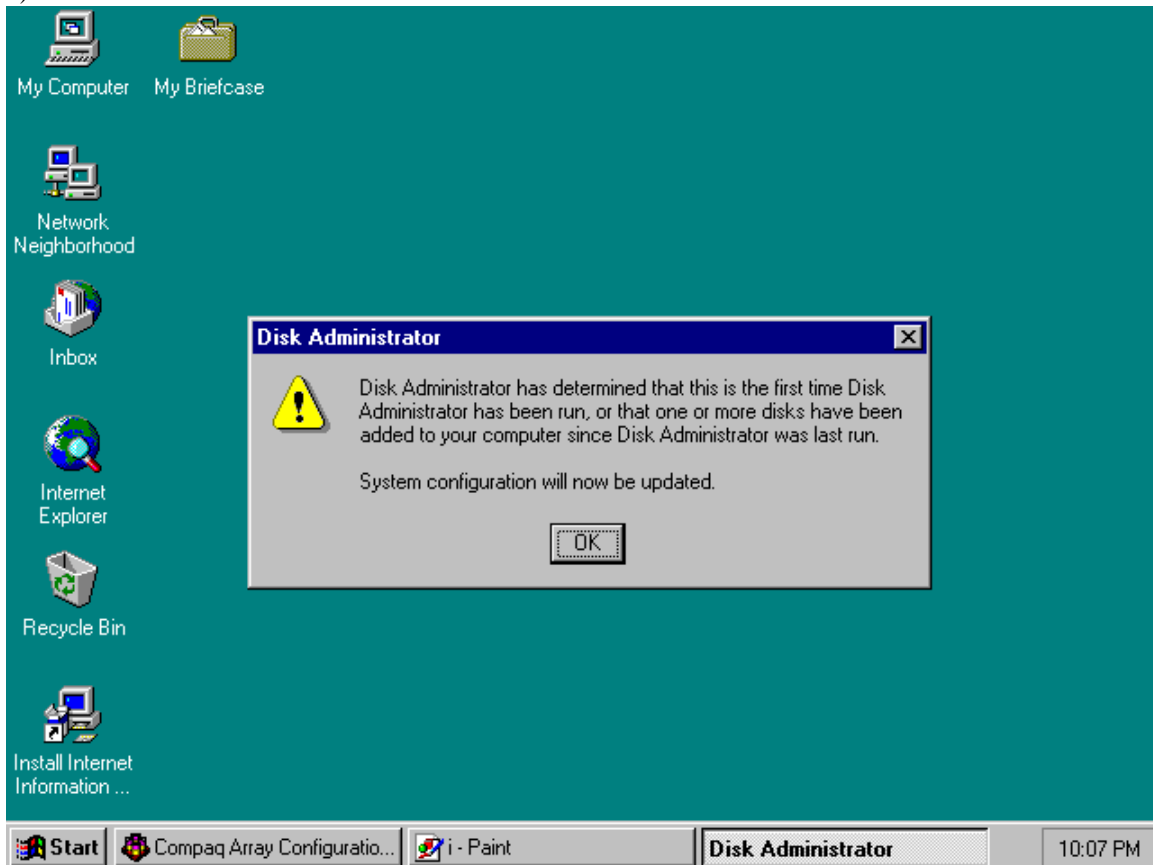 My Computer
My Briefcase
Network
Neighborhood
Inbox
Internet
Explorer
Recycle Bin
Install Internet
Information ...
Disk Administrator
Disk Administrator has determined that this is the first time Disk
Administrator has been run, or that one or more disks have been
added to your computer since Disk Administrator was last run.
System configuration will now be updated.
OK
Start
Compaq Array Configuratio...
i - Paint
Disk Administrator
10:07 PM